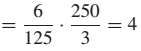 = 6/125 · 250/3 = 4